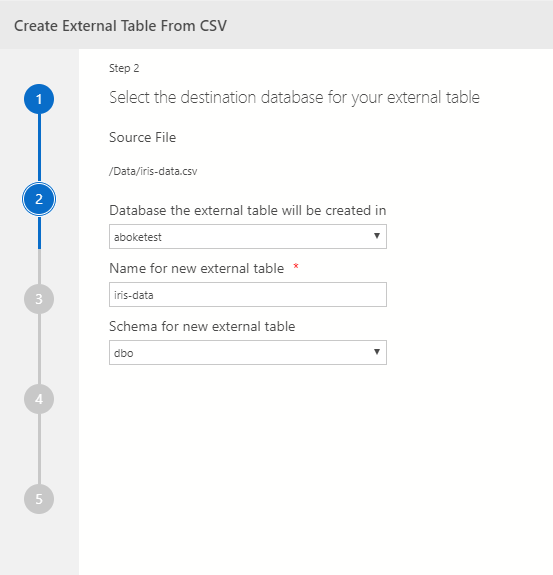 Create External Table From CSV
1
2
3
4
5
Step 2
Select the destination database for your external table
Source File
/Data/iris-data.csv
Database the external table will be created in
aboketest
Name for new external table *
iris-data
Schema for new external table
dbo